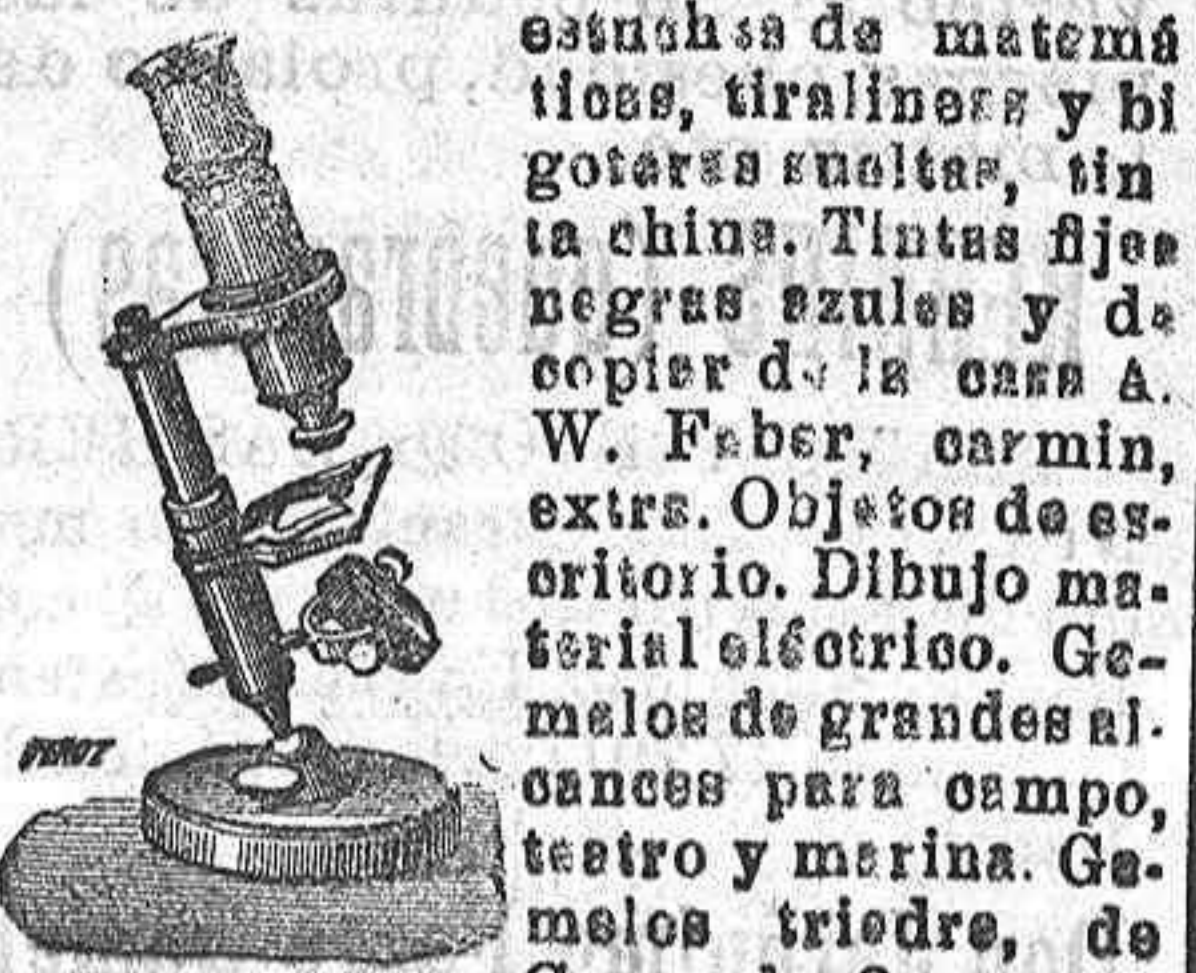 estuches de matemá
ticas, tiralineas y bi
goteras sueltas, tin
ta china. Tintas fijas
negras azules y de
copiar de la casa A.
W. Faber, carmin,
extra. Objetos de es-
critorio. Dibujo ma-
terial eléctrico. Ge-
melos de grandes al-
cances para campo,
teatro y marina. Ge-
melos triedre, de